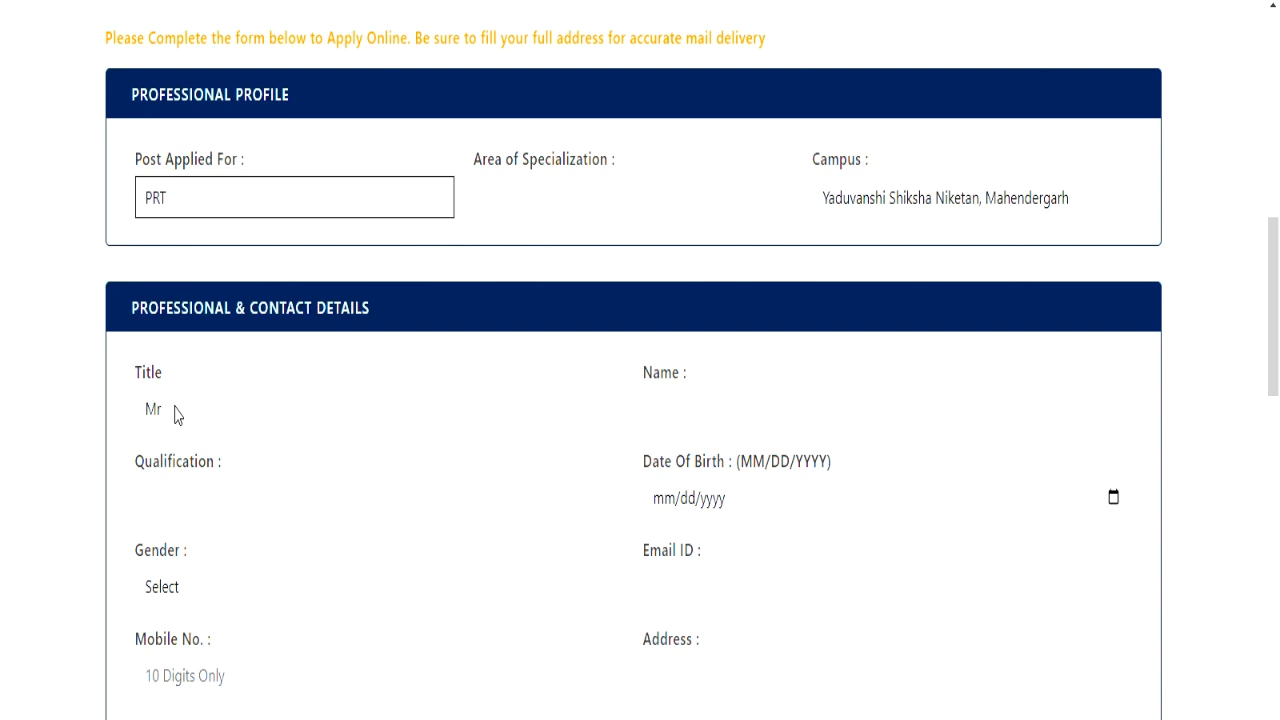 Please Complete the form below to Apply Online. Be sure to fill your full address for accurate mail delivery
PROFESSIONAL PROFILE
Post Applied For :
Area of Specialization :
Campus :
PRT
Yaduvanshi Shiksha Niketan, Mahendergarh
PROFESSIONAL & CONTACT DETAILS
Title
Name :
Mr
Qualification :
Date Of Birth : (MM/DD/YYYY)
mm/dd/yyyy
Gender :
Email ID :
Select
Mobile No. :
Address :
10 Digits Only